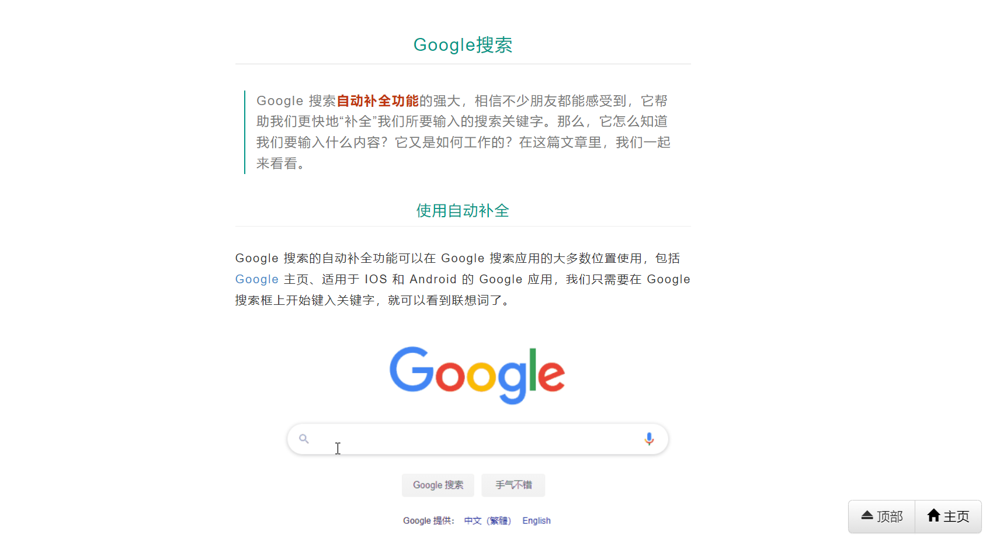 Google搜索
Google 搜索自动补全功能的强大，相信不少朋友都能感受到，它帮
助我们更快地“补全”我们所要输入的搜索关键字。那么，它怎么知道
我们要输入什么内容？它又是如何工作的？在这篇文章里，我们一起
来看看。
使用自动补全
Google 搜索的自动补全功能可以在 Google 搜索应用的大多数位置使用，包括
Google 主页、适用于 IOS 和 Android 的 Google 应用，我们只需要在 Google
搜索框上开始键入关键字，就可以看到联想词了。
Google
Google 搜索 手气不错
Google 提供： 中文（繁體） English
顶部 主页